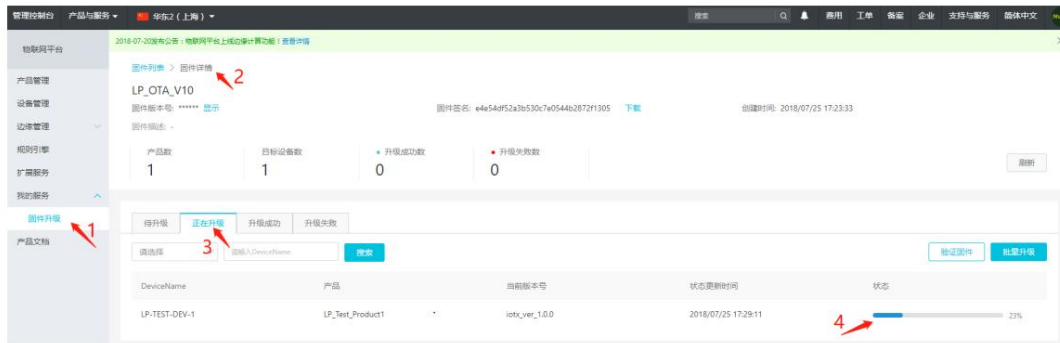 管理控制台 产品与服务 华东2（上海） 搜索 费用 工单 备案 企业 支持与服务 简体中文
物联网平台
2018-07-20发布公告：物联网平台上线边缘计算功能！查看详情
固件列表 > 固件详情 2
产品管理
LP_OTA_V10
设备管理
固件版本号: ****** 显示 固件签名: e4e54df52a3b530c7e0544b2872f1305 下载 创建时间: 2018/07/25 17:23:33
边缘管理
固件描述: -
规则引擎
产品数 目标设备数 升级成功数 升级失败数
1 1 0 0
刷新
扩展服务
我的服务
固件升级 1
待升级 正在升级 升级成功 升级失败
产品文档
3
请选择 请输入DeviceName 搜索 验证固件 批量升级
DeviceName 产品 当前版本号 状态更新时间 状态
LP-TEST-DEV-1 LP_Test_Product1 iotx_ver_1.0.0 2018/07/25 17:29:11 4 23%